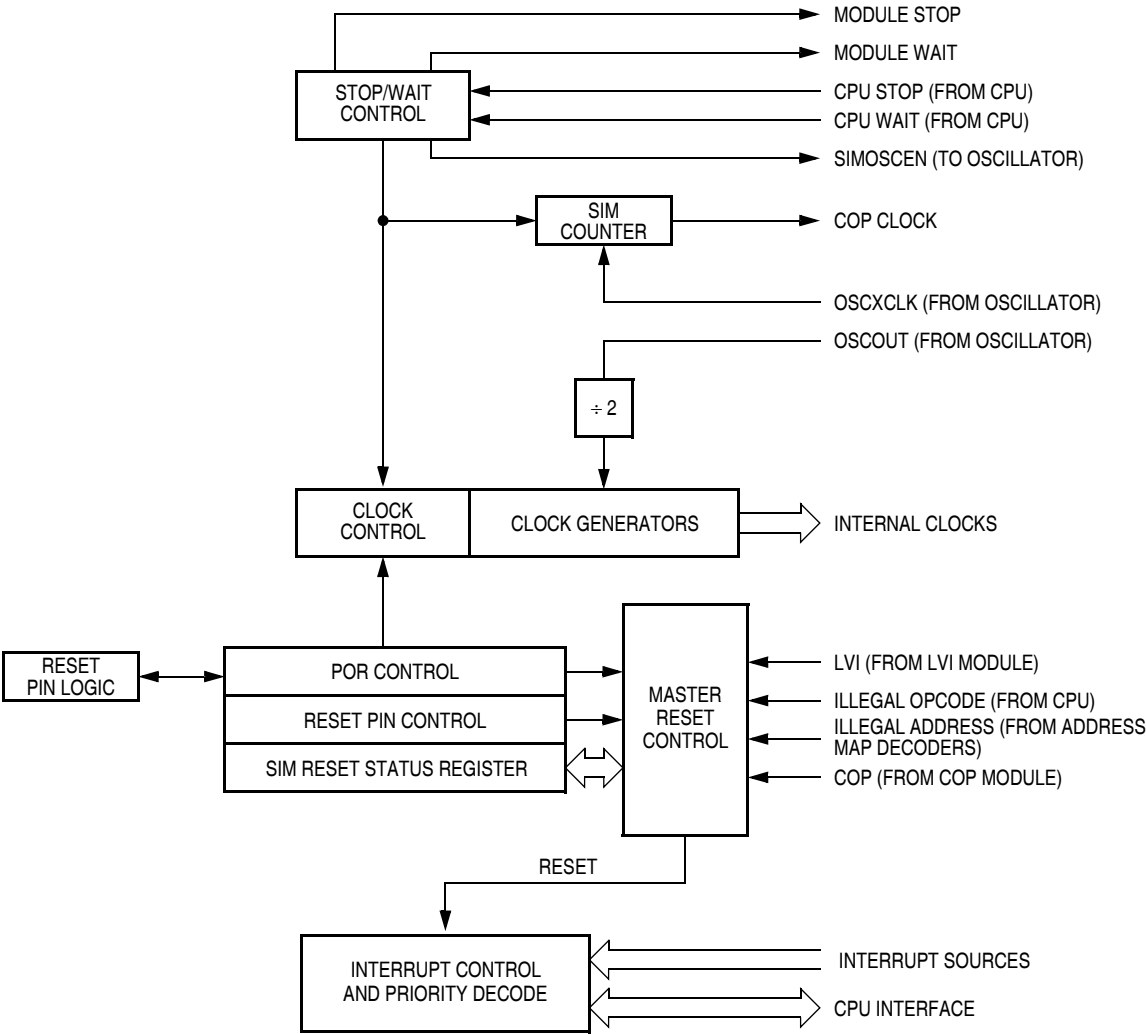 MODULE STOP
MODULE WAIT
STOP/WAIT
CONTROL
CPU STOP (FROM CPU)
CPU WAIT (FROM CPU)
SIMOSCEN (TO OSCILLATOR)
SIM
COUNTER
COP CLOCK
OSCXCLK (FROM OSCILLATOR)
OSCOUT (FROM OSCILLATOR)
÷ 2
CLOCK
CONTROL
CLOCK GENERATORS
INTERNAL CLOCKS
RESET
PIN LOGIC
POR CONTROL
RESET PIN CONTROL
SIM RESET STATUS REGISTER
MASTER
RESET
CONTROL
LVI (FROM LVI MODULE)
ILLEGAL OPCODE (FROM CPU)
ILLEGAL ADDRESS (FROM ADDRESS
MAP DECODERS)
COP (FROM COP MODULE)
RESET
INTERRUPT CONTROL
AND PRIORITY DECODE
INTERRUPT SOURCES
CPU INTERFACE